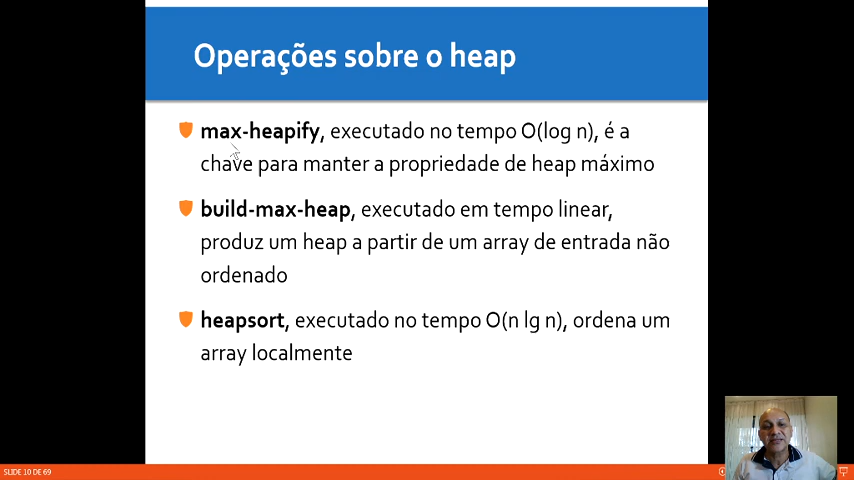 Operações sobre o heap
max-heapify, executado no tempo O(log n), é a
chave para manter a propriedade de heap máximo
build-max-heap, executado em tempo linear,
produz um heap a partir de um array de entrada não
ordenado
heapsort, executado no tempo O(n lg n), ordena um
array localmente
SLIDE 10 DE 69